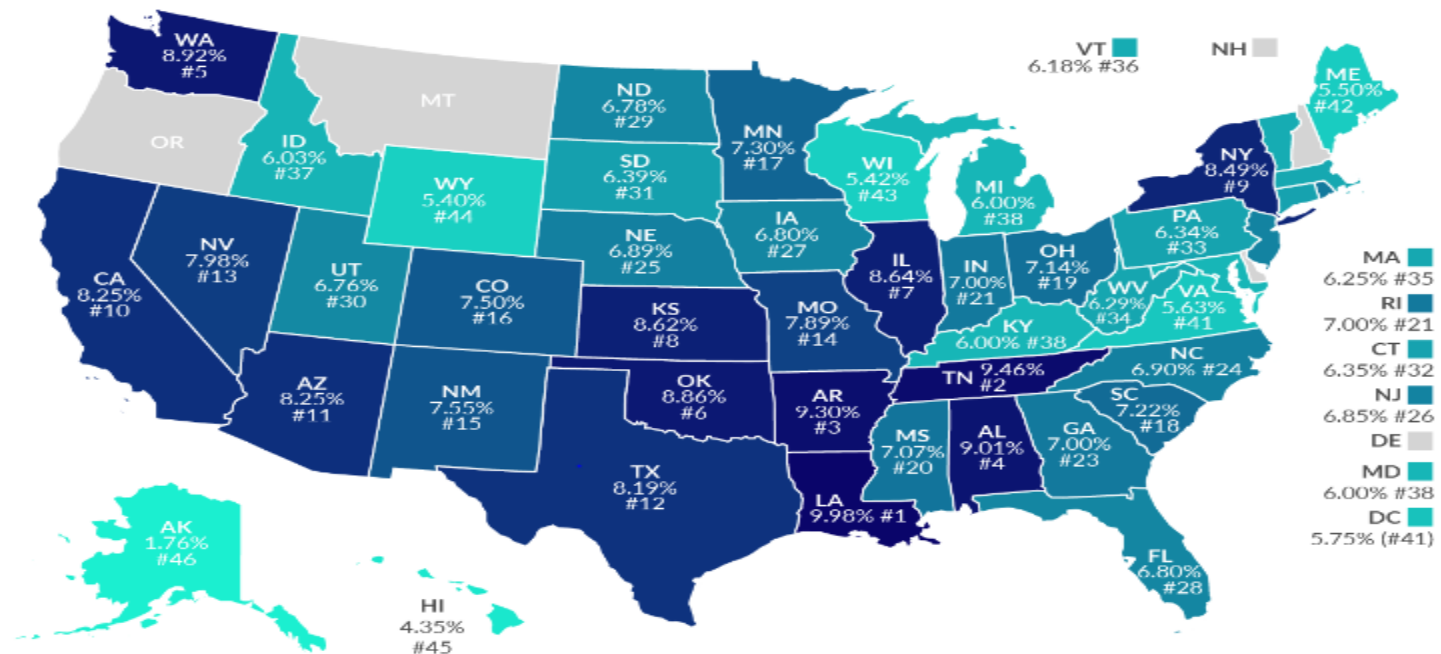 WA
8.92%
#5
OR
MT
ID
6.03%
#37
WY
5.40%
#44
ND
6.78%
#29
SD
6.39%
#31
NE
6.89%
#25
MN
7.30%
#17
IA
6.80%
#27
WI
5.42%
#43
MI
6.00%
#38
VT
6.18% #36
NH
ME
5.50%
#42
NY
8.49%
#9
PA
6.34%
#33
CA
8.25%
#10
NV
7.98%
#13
UT
6.76%
#30
CO
7.50%
#16
KS
8.62%
#8
MO
7.89%
#14
IL
8.64%
#7
IN
7.00%
#21
OH
7.14%
#19
WV
6.29%
#34
VA
5.63%
#41
KY
6.00% #38
AZ
8.25%
#11
NM
7.55%
#15
OK
8.86%
#6
AR
9.30%
#3
TN 9.46%
#2
NC
6.90% #24
SC
7.22%
#18
TX
8.19%
#12
LA
9.98% #1
MS
7.07%
#20
AL
9.01%
#4
GA
7.00%
#23
FL
6.80%
#28
AK
1.76%
#46
HI
4.35%
#45
MA
6.25% #35
RI
7.00% #21
CT
6.35% #32
NJ
6.85% #26
DE
MD
6.00% #38
DC
5.75% (#41)